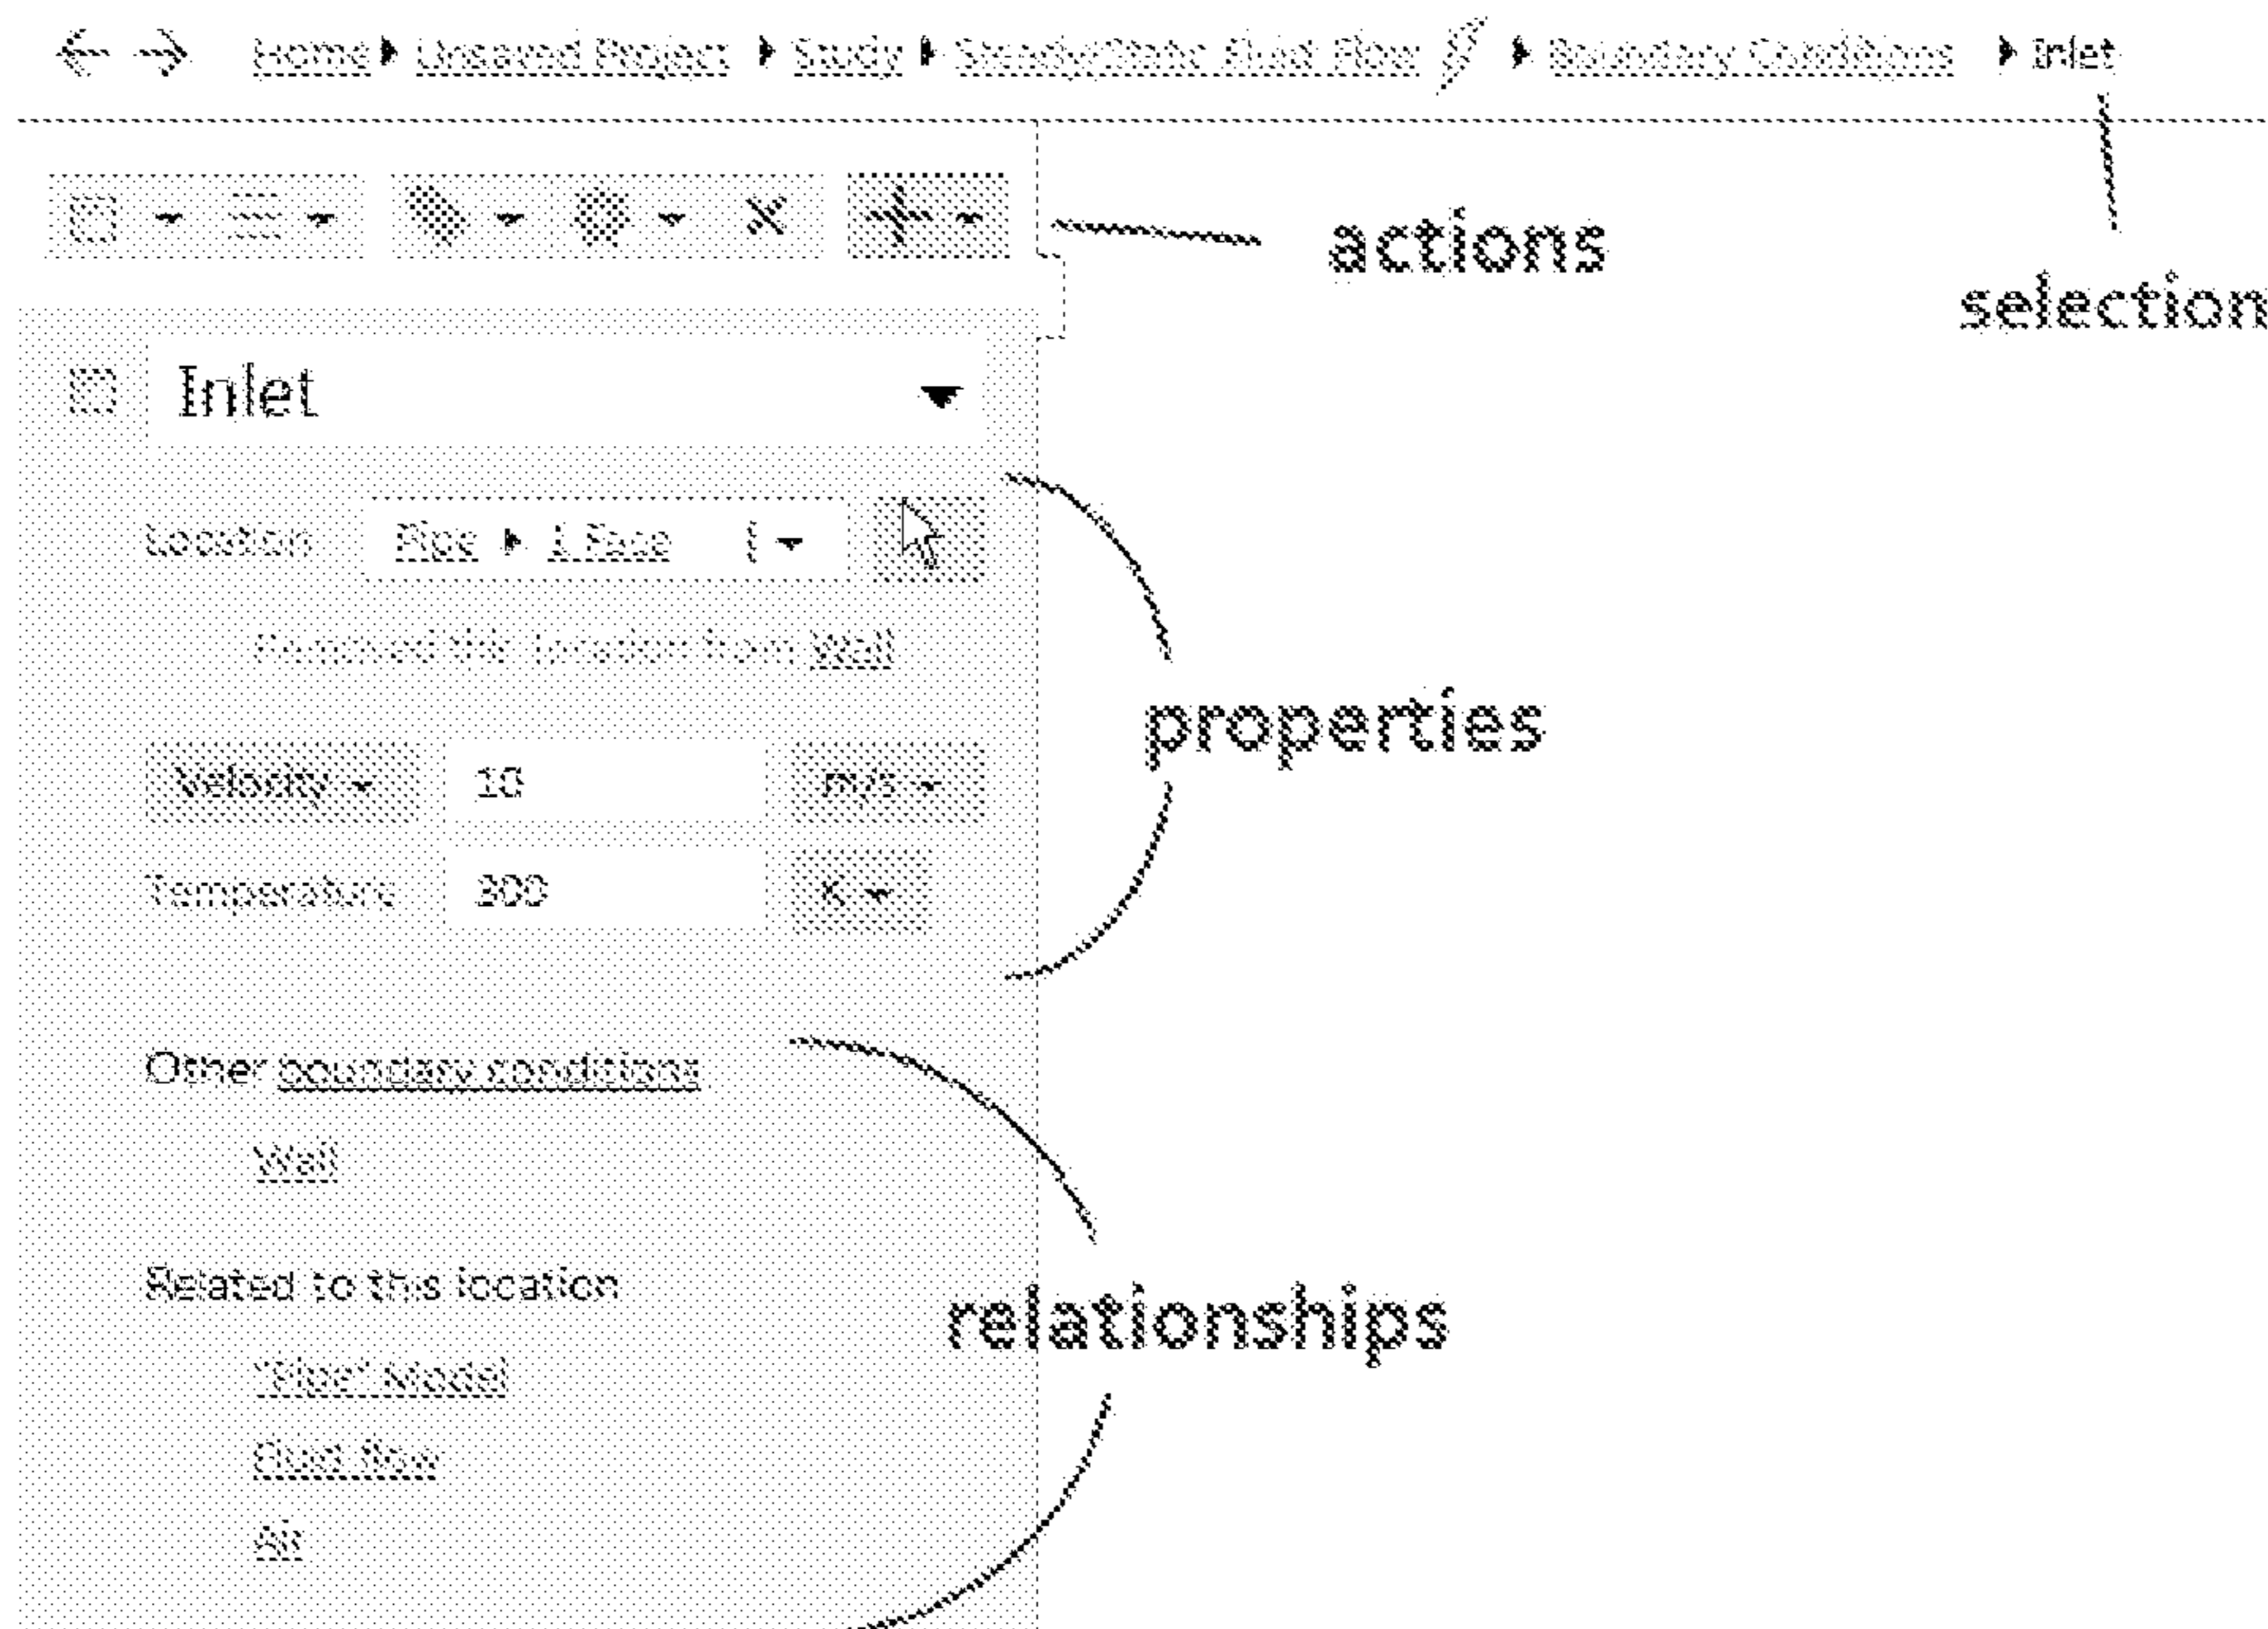 Home Unsaved Project Study Steady/Static Fluid Flow Boundary Conditions Inlet
actions
selection
Inlet
Location Pipe 1 Face
Removed this location from Wall
properties
Velocity 10 m/s
Temperature 300 K
Other boundary conditions
Wall
Related to this location
relationships
"Pipe" Model
Fluid flow
Air